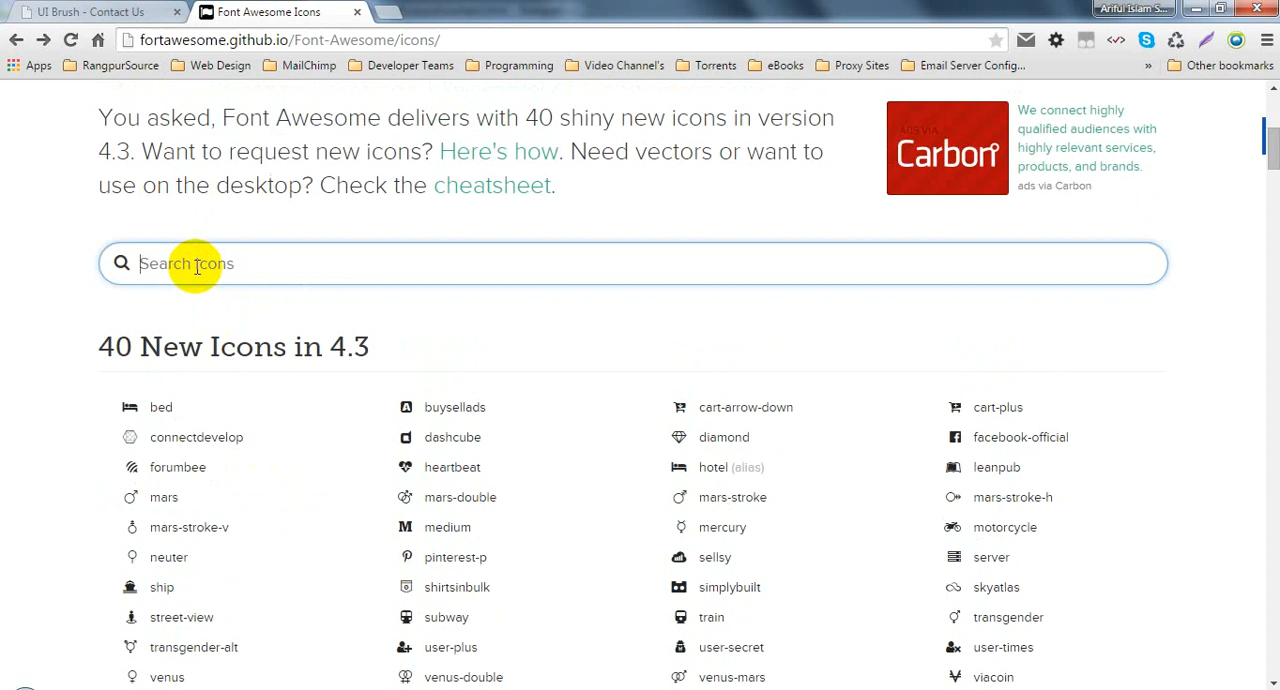 UI Brush - Contact Us
Font Awesome Icons
Ariful Islam S...
fortawesome.github.io/Font-Awesome/icons/
Apps RangpurSource Web Design MailChimp Developer Teams Programming Video Channel's Torrents eBooks Proxy Sites Email Server Config... » Other bookmarks
You asked, Font Awesome delivers with 40 shiny new icons in version
4.3. Want to request new icons? Here's how. Need vectors or want to
use on the desktop? Check the cheatsheet.
Carbon
We connect highly
qualified audiences with
highly relevant services,
products, and brands.
ads via Carbon
Search icons
40 New Icons in 4.3
bed buysellads cart-arrow-down cart-plus
connectdevelop dashcube diamond facebook-official
forumbee heartbeat hotel (alias) leanpub
mars mars-double mars-stroke mars-stroke-h
mars-stroke-v medium mercury motorcycle
neuter pinterest-p sellsy server
ship shirtsinbulk simplybuilt skyatlas
street-view subway train transgender
transgender-alt user-plus user-secret user-times
venus venus-double venus-mars viacoin